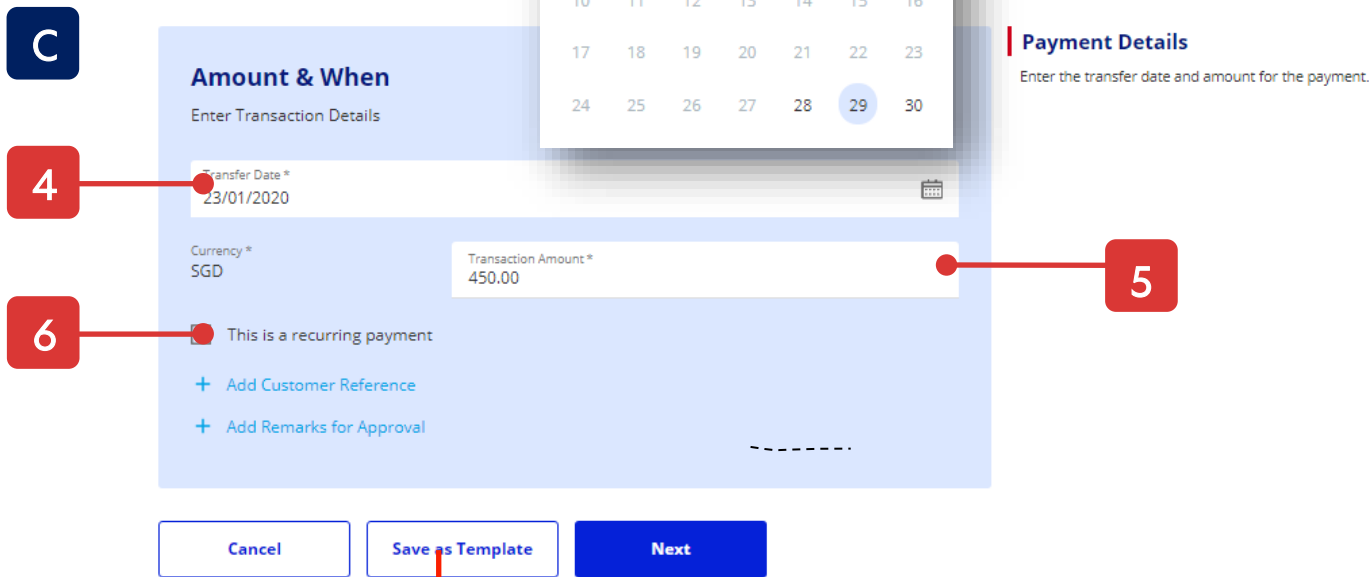 10 11 12 13 14 15 16
C
17 18 19 20 21 22 23
Payment Details
Enter the transfer date and amount for the payment.
Amount & When
Enter Transaction Details
24 25 26 27 28 29 30
4
Transfer Date *
23/01/2020
Currency *
SGD
Transaction Amount *
450.00
5
6
This is a recurring payment
+ Add Customer Reference
+ Add Remarks for Approval
Cancel
Save as Template
Next